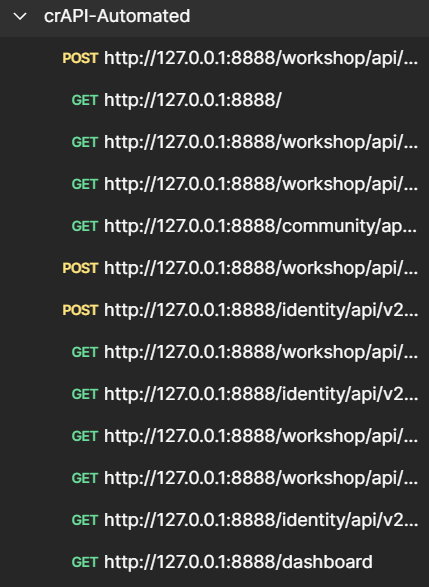 crAPI-Automated
POST http://127.0.0.1:8888/workshop/api/...
GET http://127.0.0.1:8888/
GET http://127.0.0.1:8888/workshop/api/...
GET http://127.0.0.1:8888/workshop/api/...
GET http://127.0.0.1:8888/community/ap...
POST http://127.0.0.1:8888/workshop/api/...
POST http://127.0.0.1:8888/identity/api/v2...
GET http://127.0.0.1:8888/workshop/api/...
GET http://127.0.0.1:8888/identity/api/v2...
GET http://127.0.0.1:8888/workshop/api/...
GET http://127.0.0.1:8888/workshop/api/...
GET http://127.0.0.1:8888/identity/api/v2...
GET http://127.0.0.1:8888/dashboard